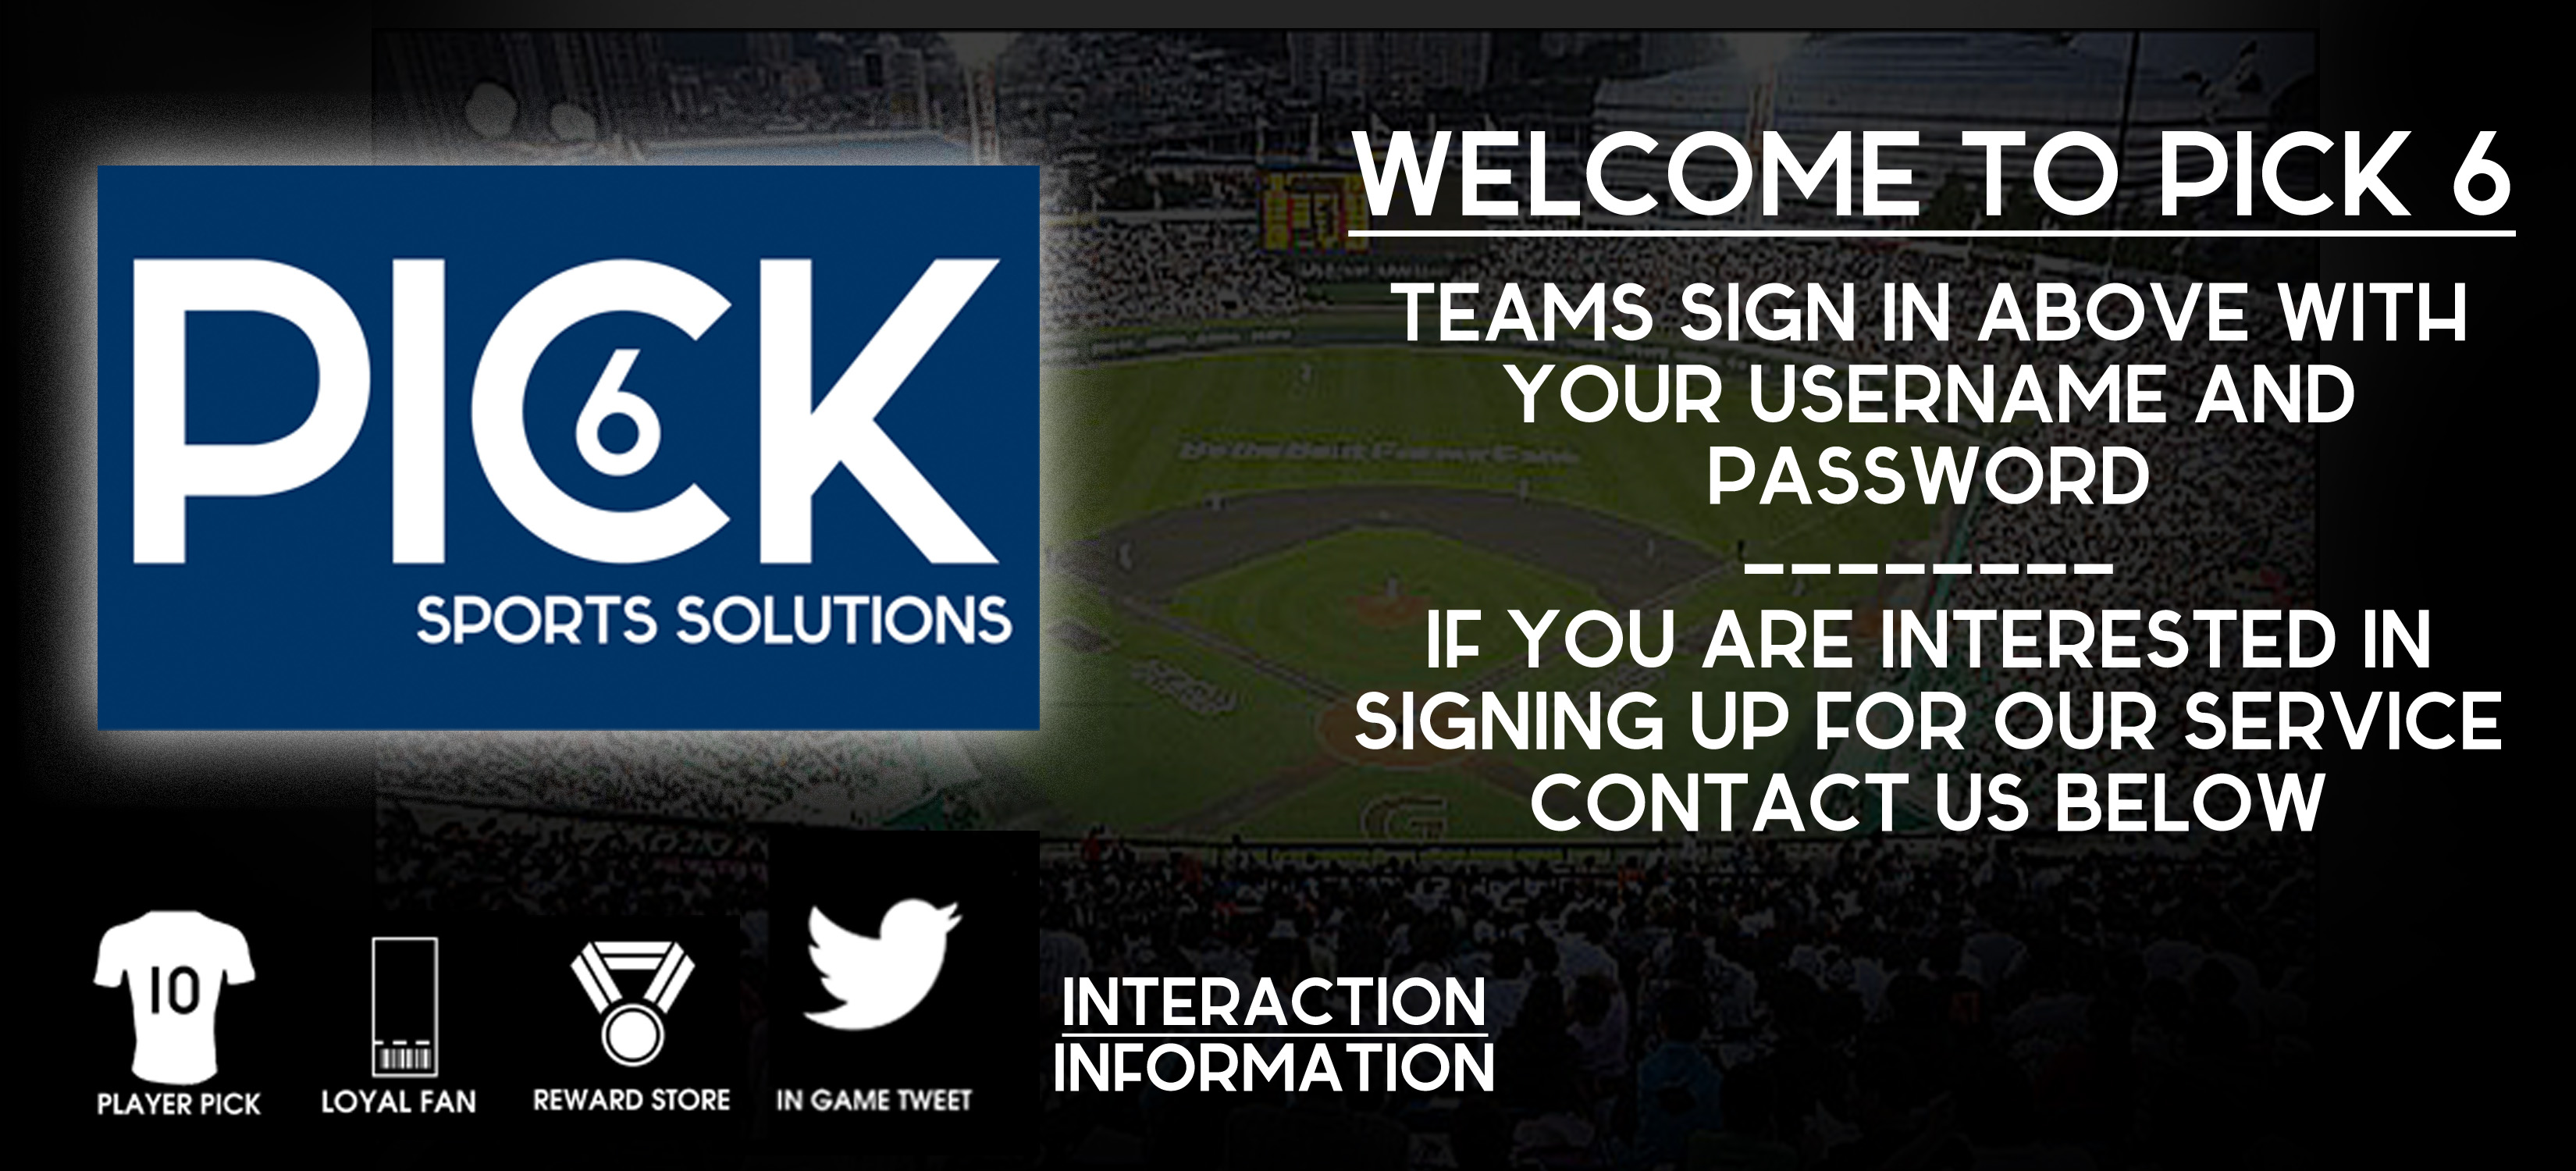 PICK
6
SPORTS SOLUTIONS
WELCOME TO PICK 6
TEAMS SIGN IN ABOVE WITH
YOUR USERNAME AND
PASSWORD
--------
IF YOU ARE INTERESTED IN
SIGNING UP FOR OUR SERVICE
CONTACT US BELOW
10
PLAYER PICK
LOYAL FAN
REWARD STORE
IN GAME TWEET
INTERACTION
INFORMATION